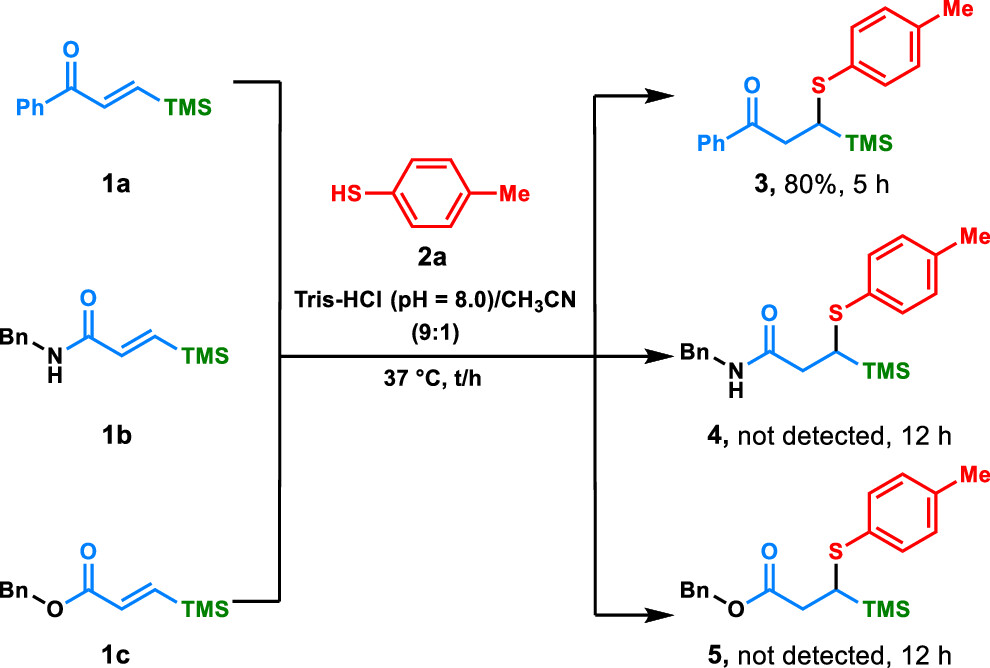 O
Ph
TMS
1a
O
Bn
N
H
TMS
1b
O
Bn
O
TMS
1c
HS
Me
2a
Tris-HCl (pH = 8.0)/CH₃CN
(9:1)
37 °C, t/h
Me
S
O
Ph
TMS
3, 80%, 5 h
Me
S
O
Bn
N
H
TMS
4, not detected, 12 h
Me
S
O
Bn
O
TMS
5, not detected, 12 h